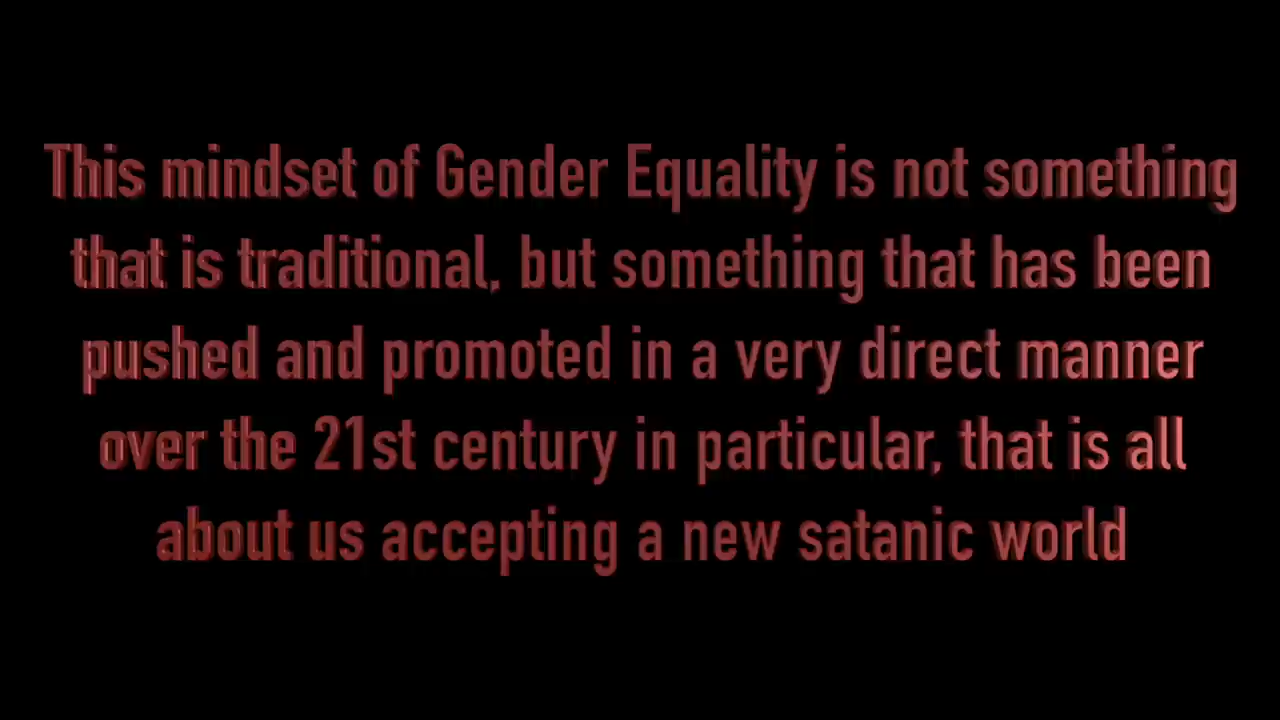 This mindset of Gender Equality is not something
that is traditional, but something that has been
pushed and promoted in a very direct manner
over the 21st century in particular, that is all
about us accepting a new satanic world